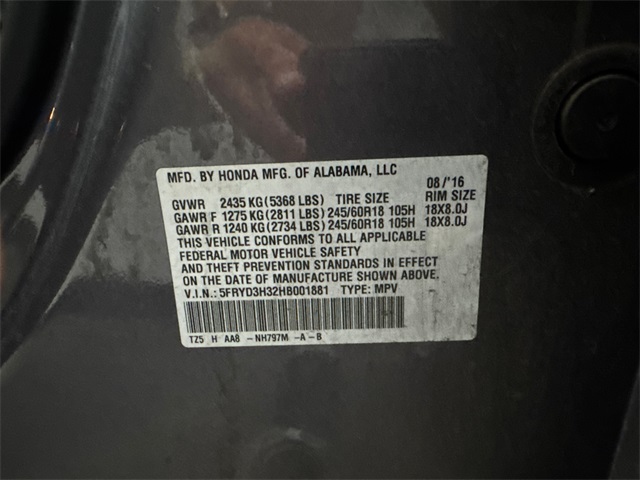 MFD. BY HONDA MFG. OF ALABAMA, LLC
08/'16
GVWR 2435 KG(5368 LBS) TIRE SIZE RIM SIZE
GAWR F 1275 KG(2811 LBS)245/60R18 105H 18X8.0J
GAWR R 1240 KG(2734 LBS)245/60R18 105H 18X8.0J
THIS VEHICLE CONFORMS TO ALL APPLICABLE
FEDERAL MOTOR VEHICLE SAFETY
AND THEFT PREVENTION STANDARDS IN EFFECT
ON THE DATE OF MANUFACTURE SHOWN ABOVE.
V.I.N.: 5FRYD3H32HB001881 TYPE: MPV
TZ5 H AA8 -NH797M -A-B